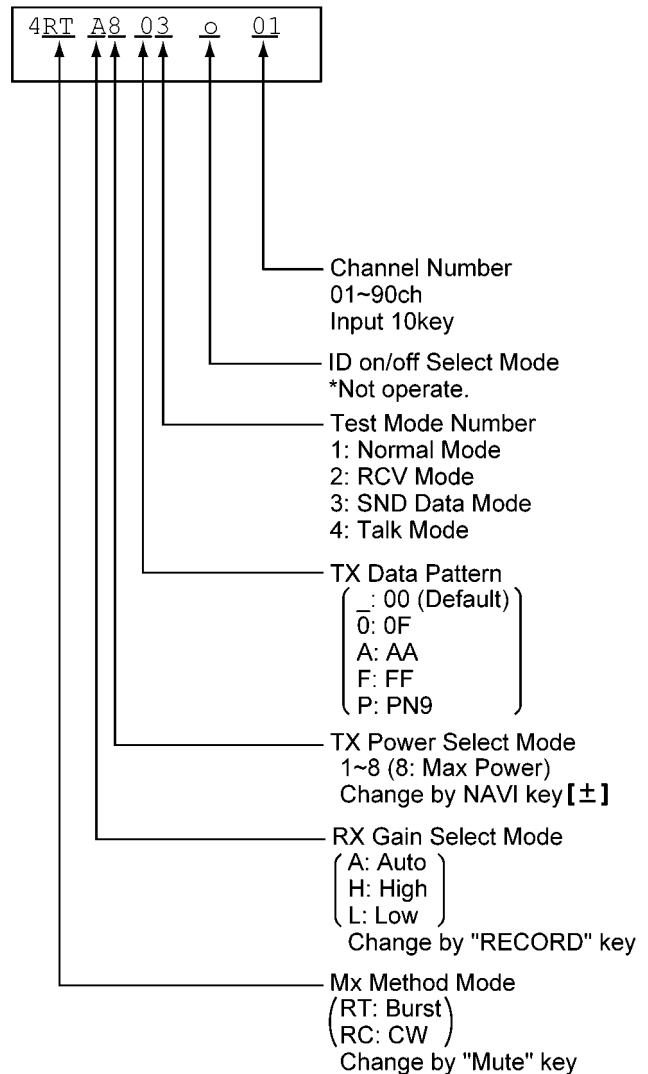 4RT A8 03 o 01
Channel Number
01~90ch
Input 10key
ID on/off Select Mode
*Not operate.
Test Mode Number
1: Normal Mode
2: RCV Mode
3: SND Data Mode
4: Talk Mode
TX Data Pattern
_: 00 (Default)
0: 0F
A: AA
F: FF
P: PN9
TX Power Select Mode
1~8 (8: Max Power)
Change by NAVI key [±]
RX Gain Select Mode
A: Auto
H: High
L: Low
Change by "RECORD" key
Mx Method Mode
RT: Burst
RC: CW
Change by "Mute" key